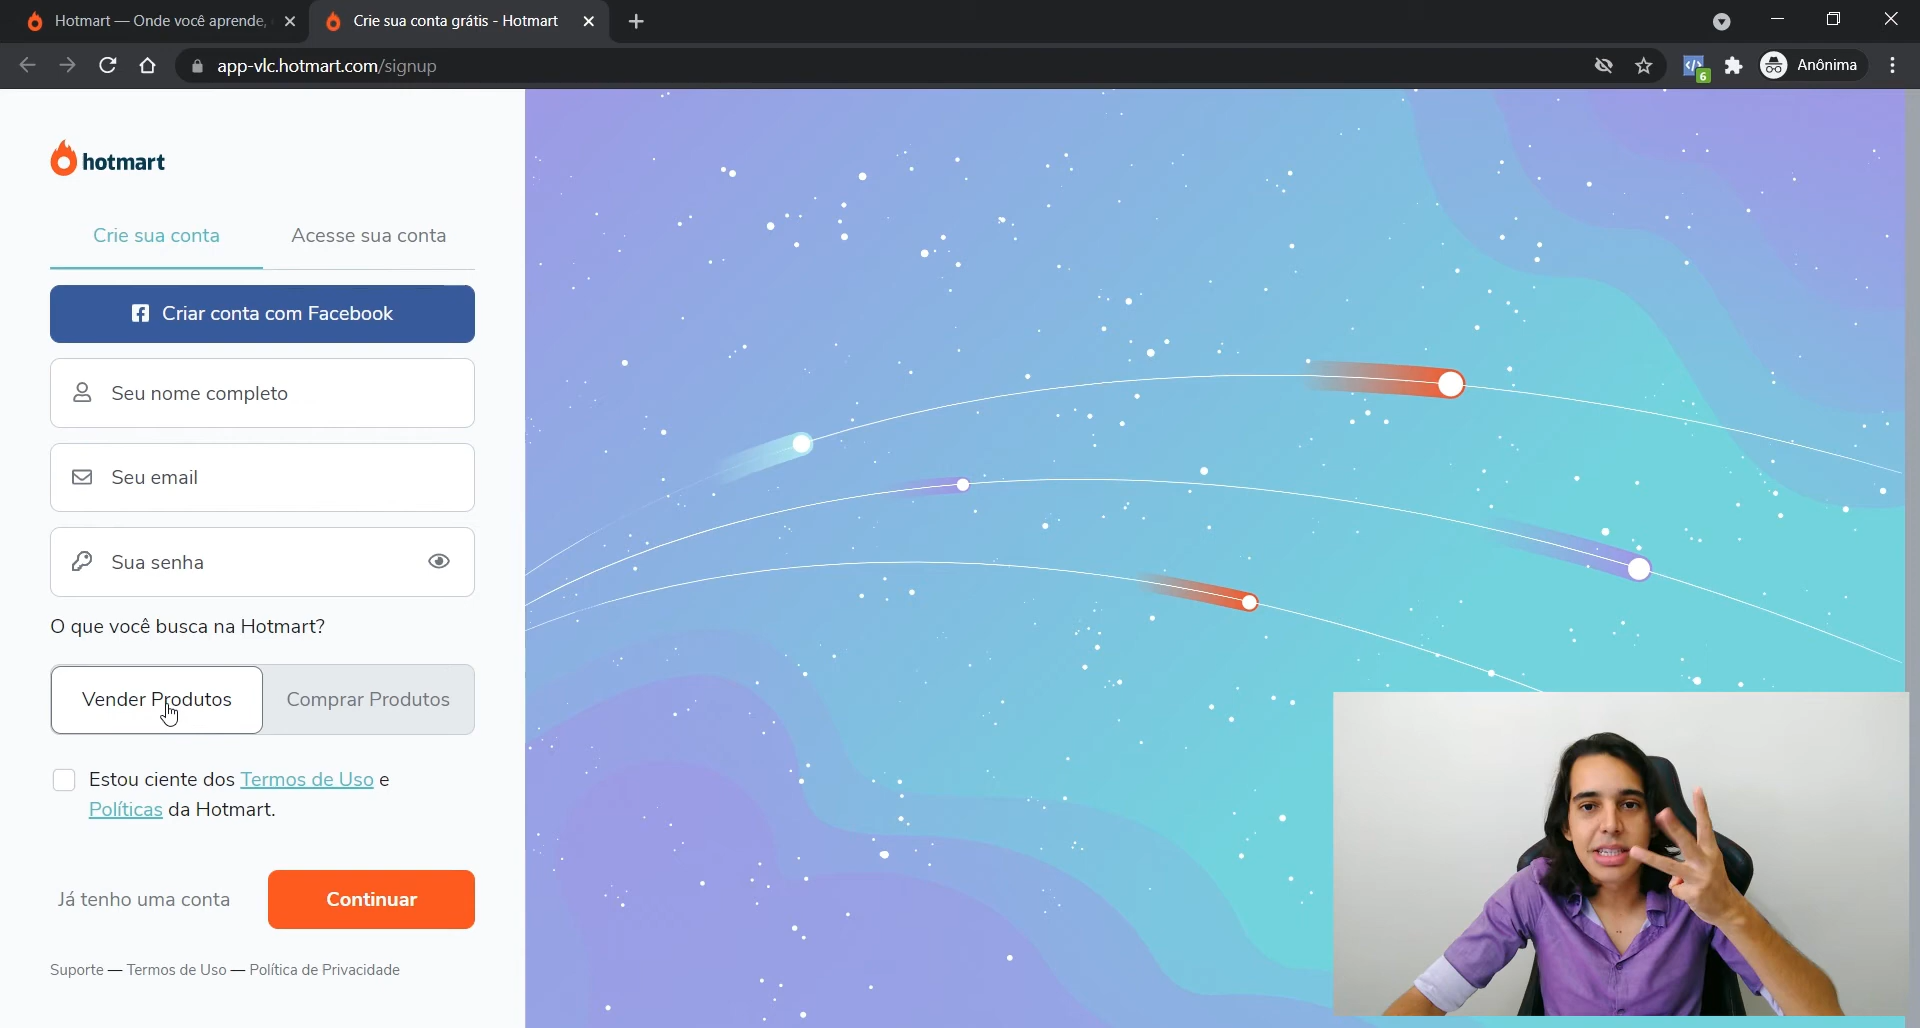 Hotmart — Onde você aprende,
Crie sua conta grátis - Hotmart
app-vlc.hotmart.com/signup
6
Anônima
hotmart
Crie sua conta
Acesse sua conta
Criar conta com Facebook
Seu nome completo
Seu email
Sua senha
O que você busca na Hotmart?
Vender Produtos
Comprar Produtos
Estou ciente dos Termos de Uso e
Políticas da Hotmart.
Já tenho uma conta
Continuar
Suporte — Termos de Uso — Política de Privacidade